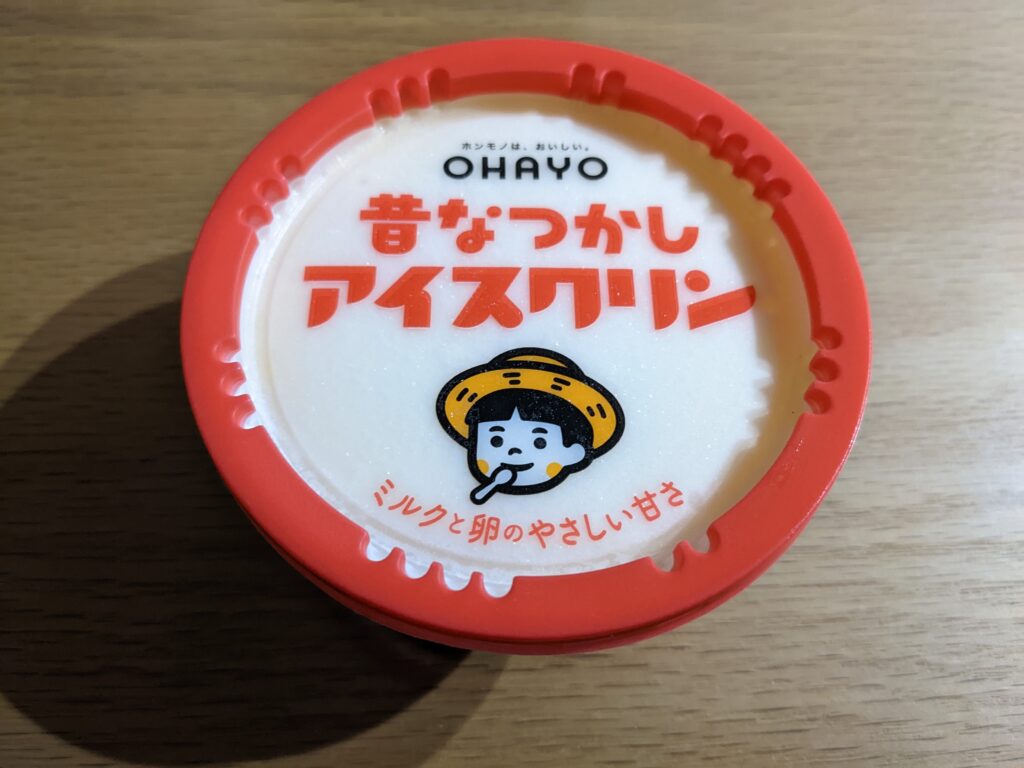 ホンモノは、おいしい。
OHAYO
昔なつかし
アイスクリン
ミルクと卵のやさしい甘さ